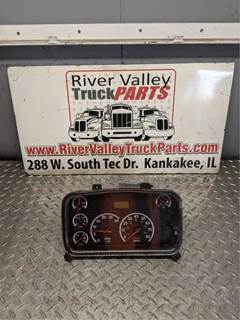 River Valley
TruckPARTS
www.RiverValleyTruckParts.com
288 W. South Tec Dr. Kankakee, IL